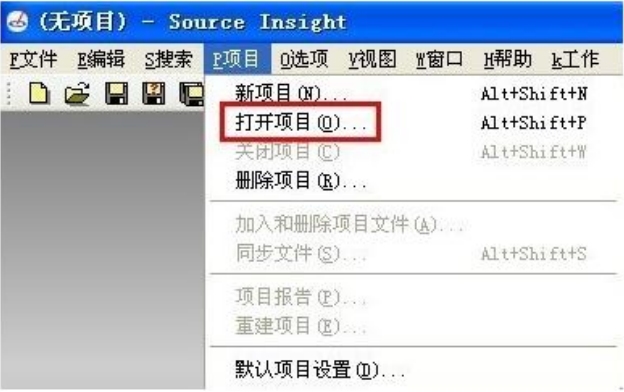 (无项目) - Source Insight
F文件 E编辑 S搜索 P项目 O选项 V视图 W窗口 H帮助 k工作
新项目(N)... Alt+Shift+N
打开项目(O)... Alt+Shift+P
关闭项目(C) Alt+Shift+W
删除项目(R)...
加入和删除项目文件(A)...
同步文件(S)... Alt+Shift+S
项目报告(P)...
重建项目(E)...
默认项目设置(D)...